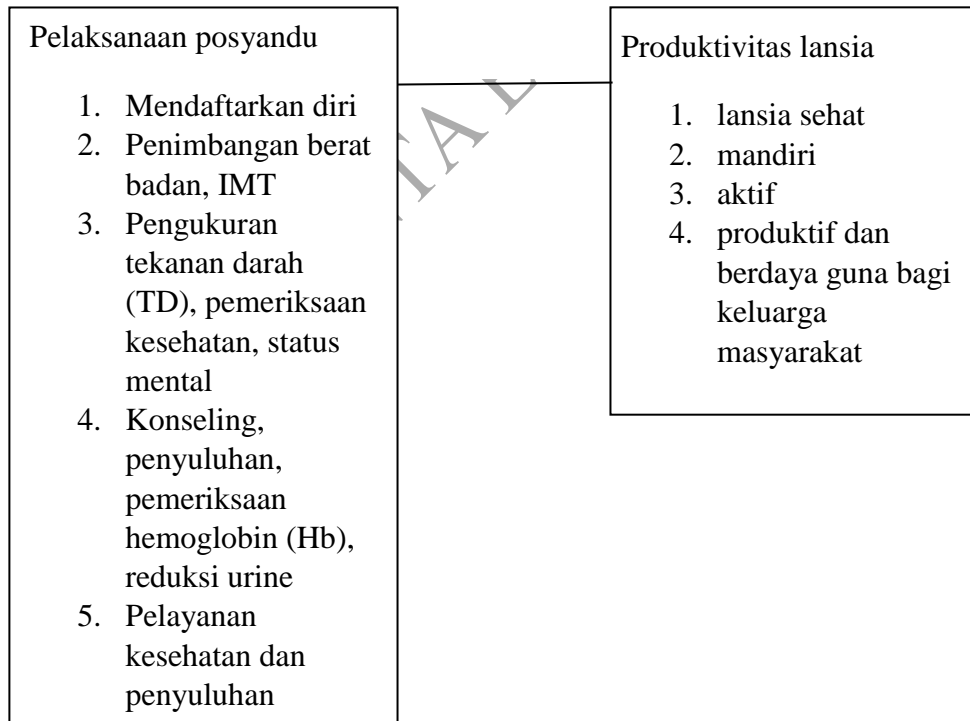 Pelaksanaan posyandu
1. Mendaftarkan diri
2. Penimbangan berat
badan, IMT
3. Pengukuran
tekanan darah
(TD), pemeriksaan
kesehatan, status
mental
4. Konseling,
penyuluhan,
pemeriksaan
hemoglobin (Hb),
reduksi urine
5. Pelayanan
kesehatan dan
penyuluhan
Produktivitas lansia
1. lansia sehat
2. mandiri
3. aktif
4. produktif dan
berdaya guna bagi
keluarga
masyarakat